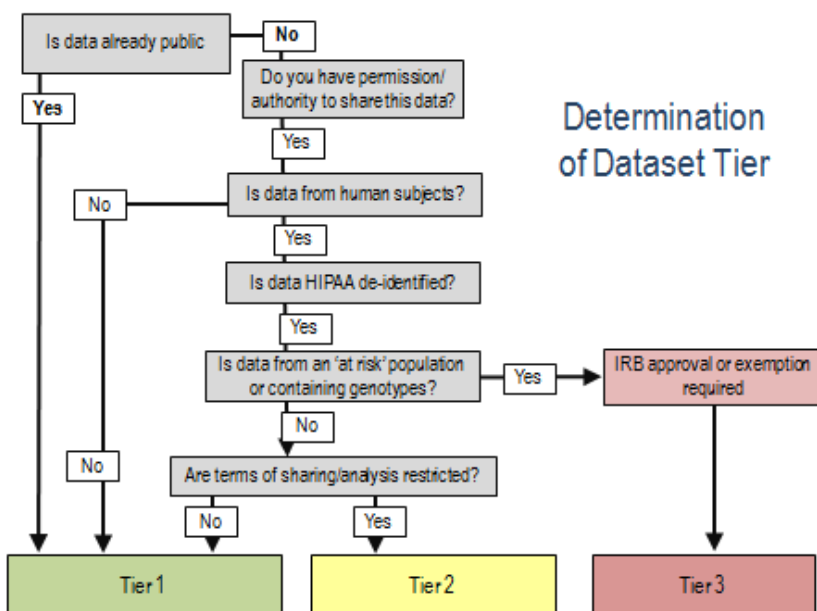 Is data already public
No
Do you have permission/
authority to share this data?
Yes
Determination
of Dataset Tier
Yes
Is data from human subjects?
No
Yes
Is data HIPAA de-identified?
Yes
Is data from an 'at risk' population
or containing genotypes?
Yes
IRB approval or exemption
required
No
No
Are terms of sharing/analysis restricted?
No
Yes
Tier 1
Tier 2
Tier 3